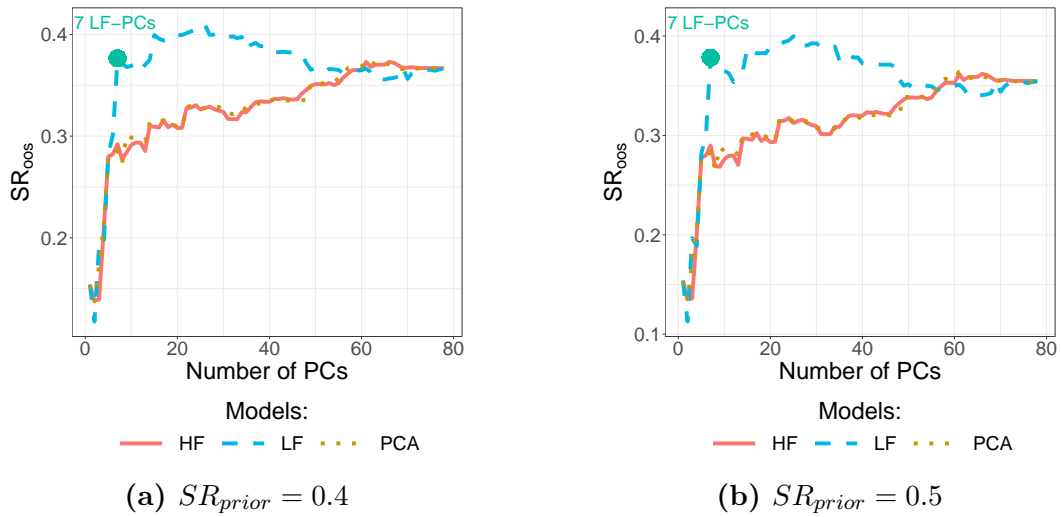 7 LF-PCs
0.4
0.3
0.2
SRoos
0 20 40 60 80
Number of PCs
Models:
HF LF PCA
(a) SRprior = 0.4
7 LF-PCs
0.4
0.3
0.2
0.1
SRoos
0 20 40 60 80
Number of PCs
Models:
HF LF PCA
(b) SRprior = 0.5